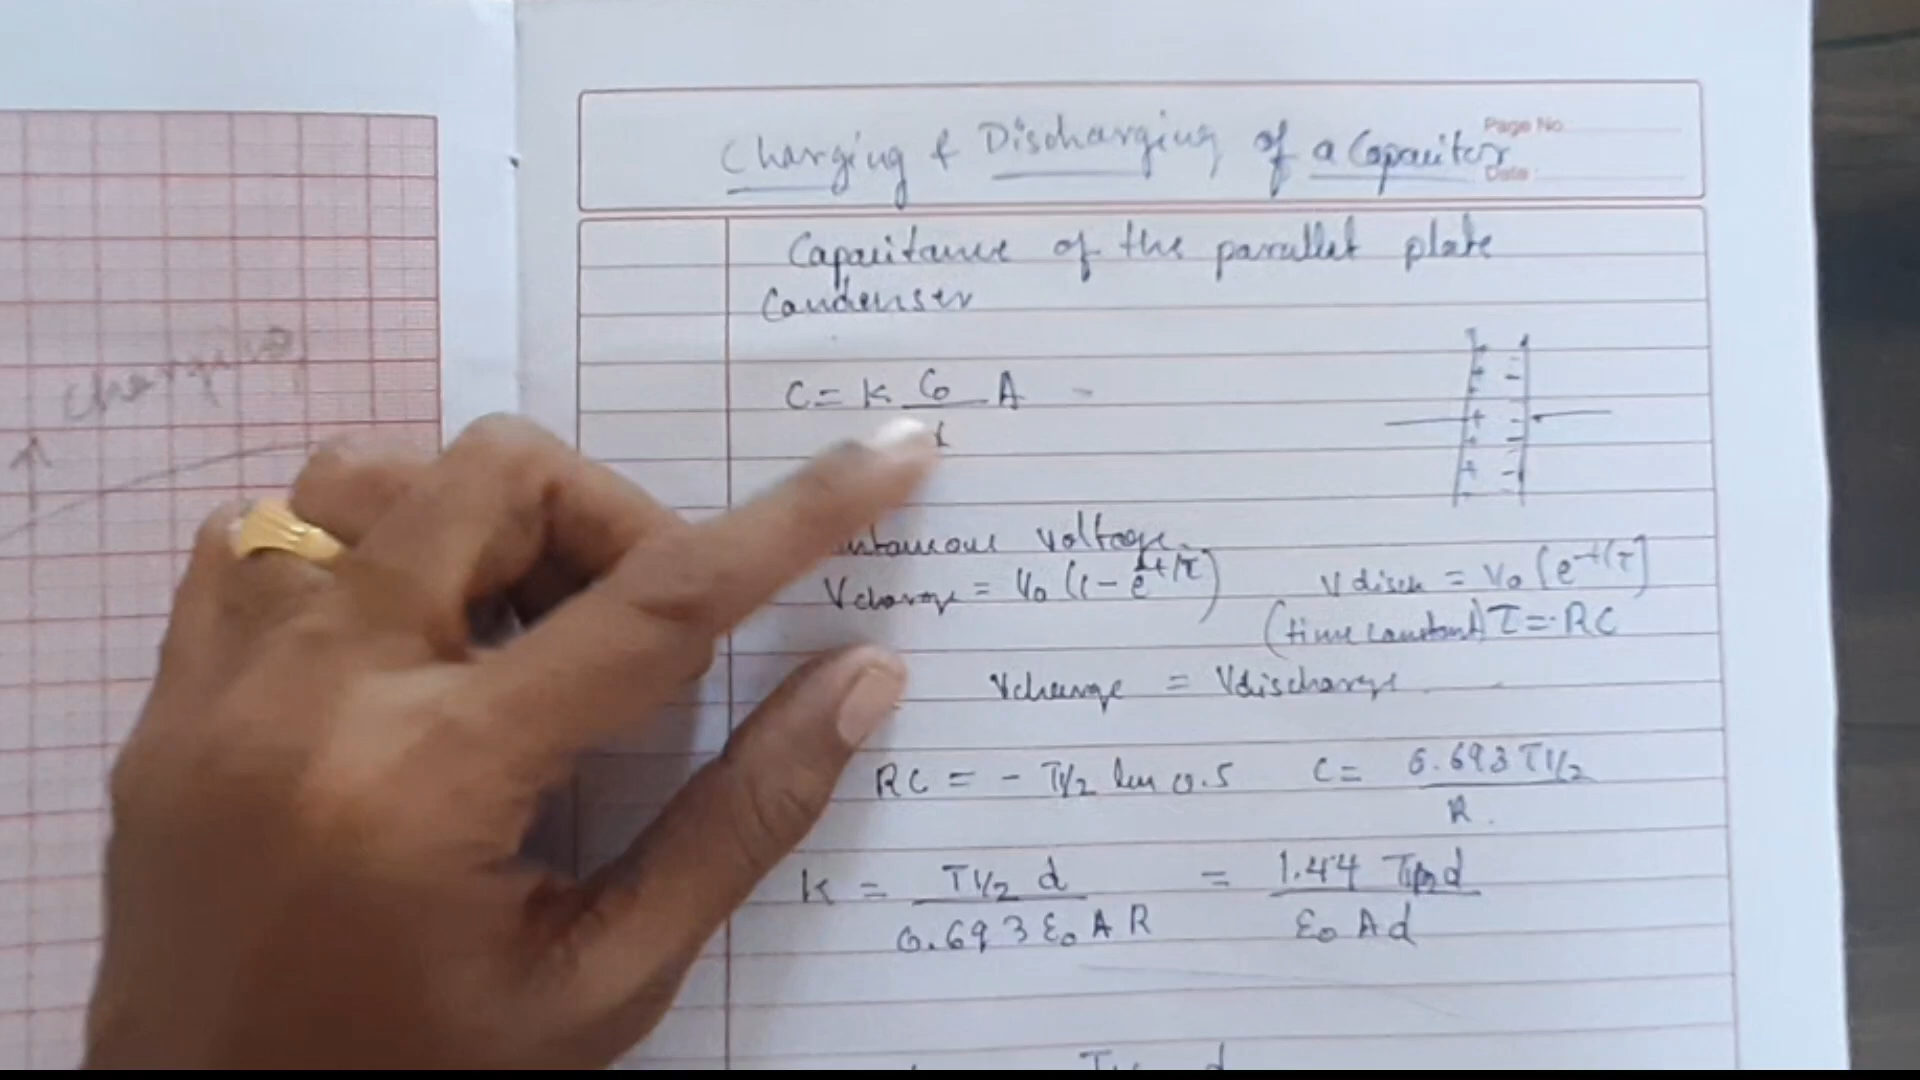 Charging & Discharging of a Capacitor
Page No.
Date :
Capacitance of the parallel plate
Condenser
C = K ϵ₀ A
d
charging
voltage.
Vcharge = V₀ (1 - e^-t/τ) Vdisch = V₀ [e^-t/τ]
(time constant) τ = RC
Vcharge = Vdischarge
RC = - T1/2 ln 0.5 C = 0.693 T1/2 / R.
K = T1/2 d / 0.693 ε₀ A R = 1.44 T1/2 d / ε₀ A d